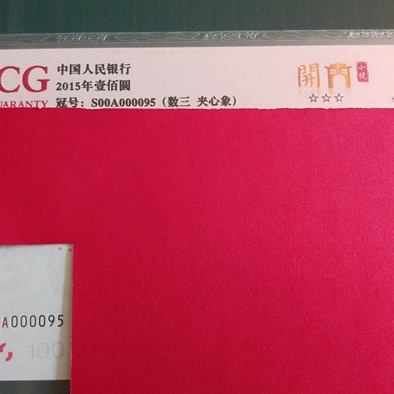 CG
UARANTY
中国人民银行
2015年壹佰圆
冠号：S00A000095（数三 夹心象）
開門
☆☆☆
A000095
100